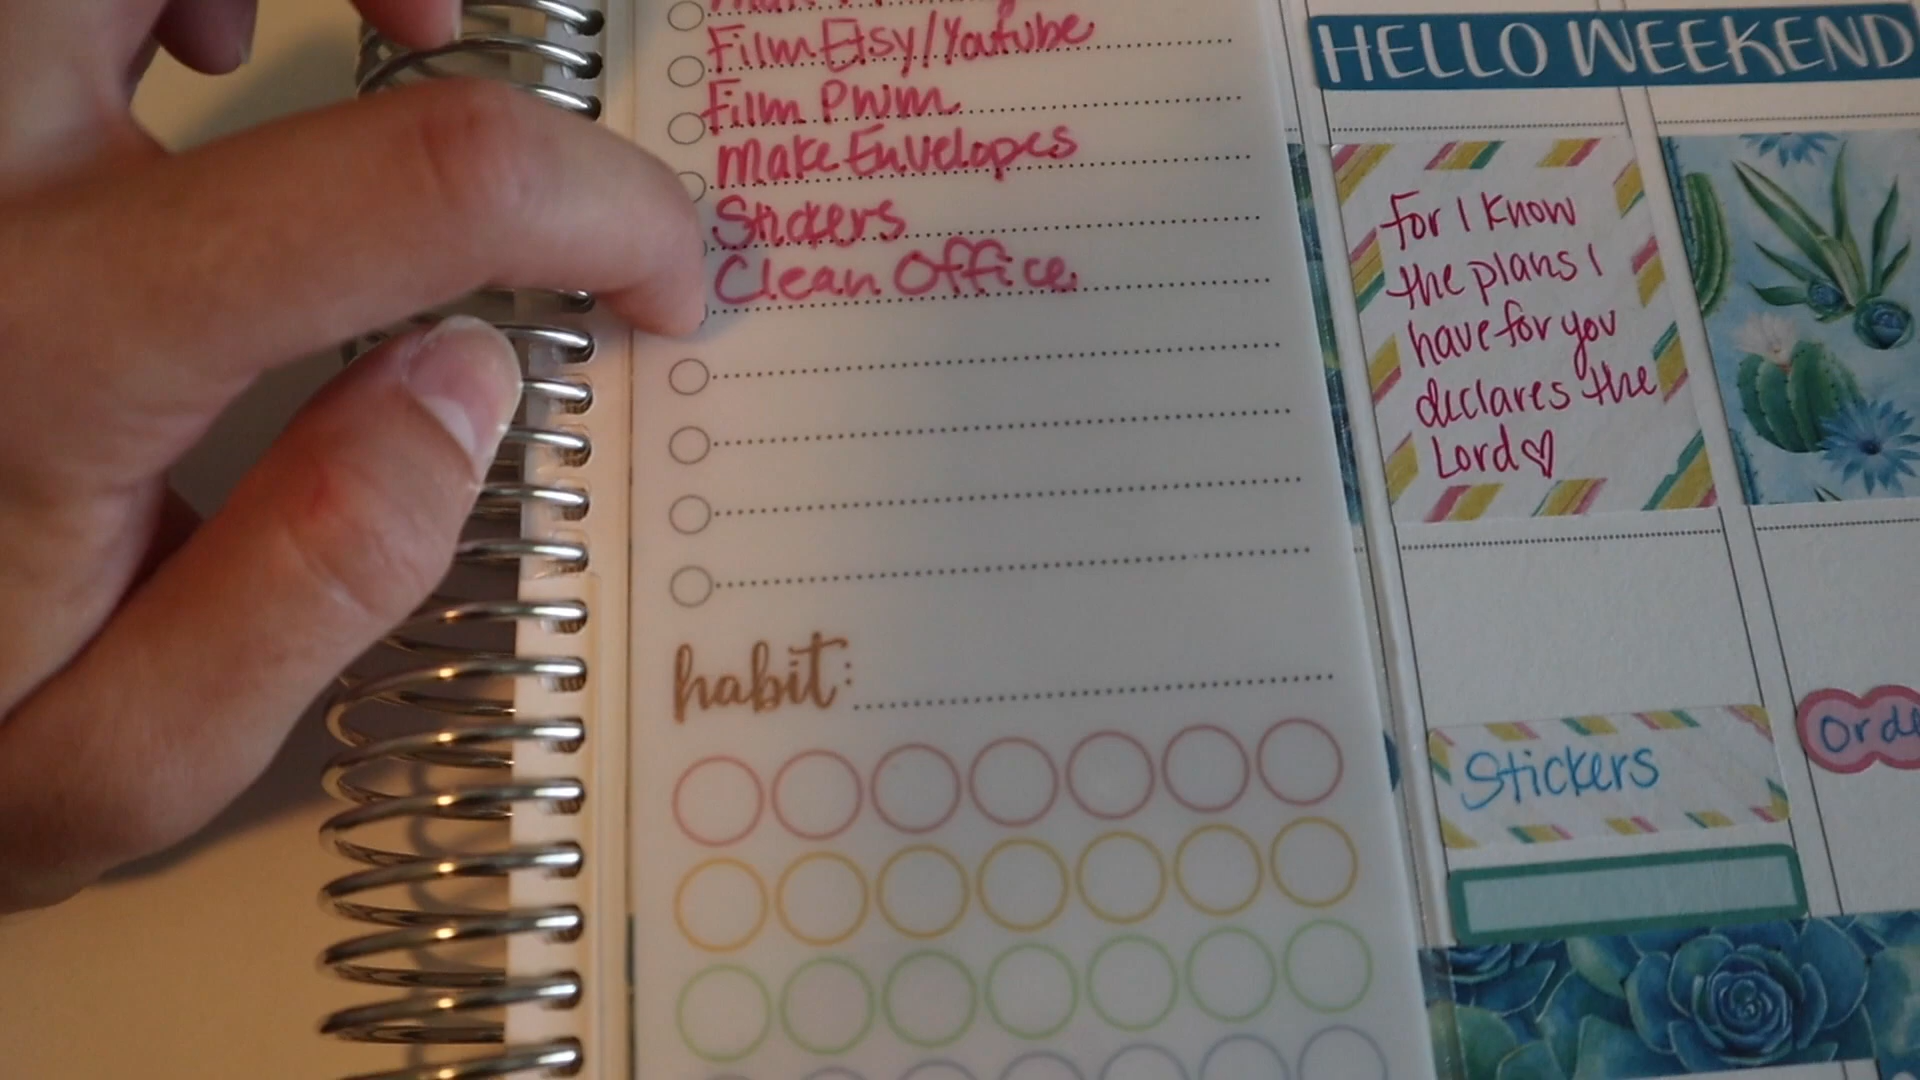 Film Etsy/Youtube
Film PWM
Make Envelopes
Stickers
Clean Office
habit:
HELLO WEEKEND
For I know
the plans I
have for you
declares the
Lord♡
Stickers